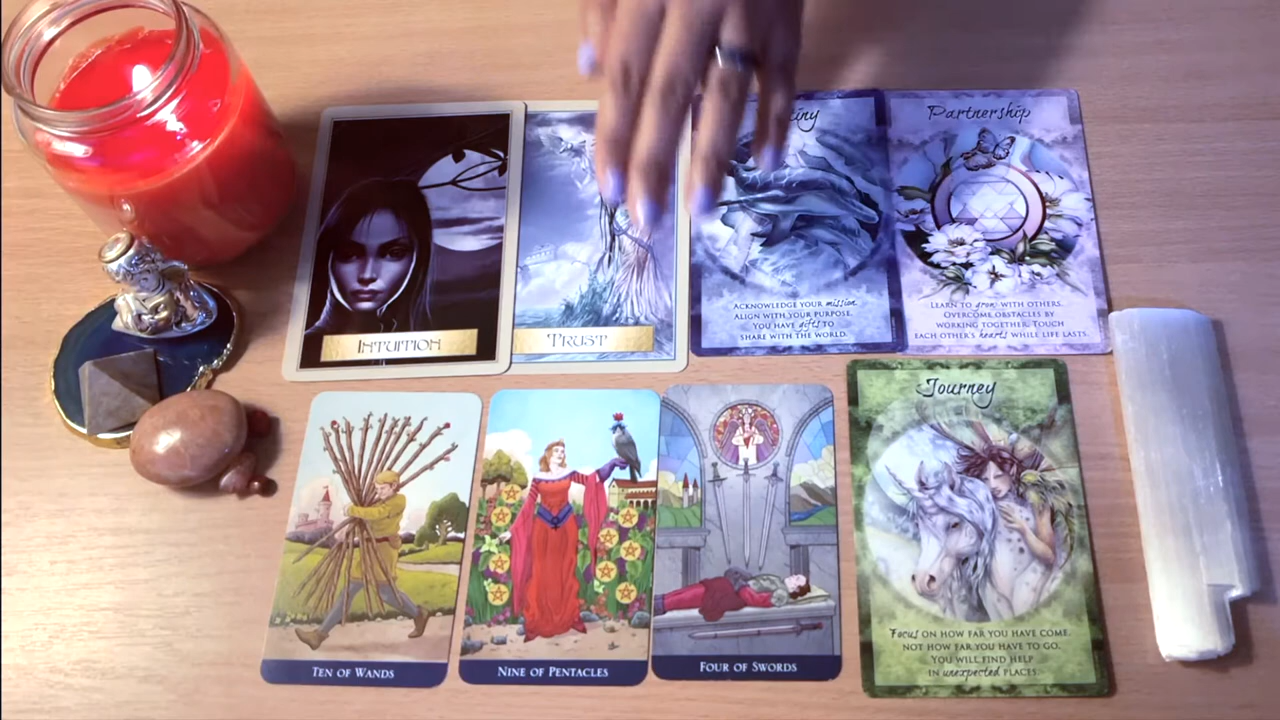 Partnership
INTUITION
TRUST
ACKNOWLEDGE YOUR mission.
ALIGN WITH YOUR PURPOSE.
YOU HAVE gifts TO
SHARE WITH THE WORLD.
LEARN TO grow WITH OTHERS.
OVERCOME OBSTACLES BY
WORKING TOGETHER. TOUCH
EACH OTHER'S hearts WHILE LIFE LASTS.
TEN OF WANDS
NINE OF PENTACLES
FOUR OF SWORDS
Journey
Focus ON HOW FAR YOU HAVE COME,
NOT HOW FAR YOU HAVE TO GO.
YOU WILL FIND HELP
IN unexpected PLACES.